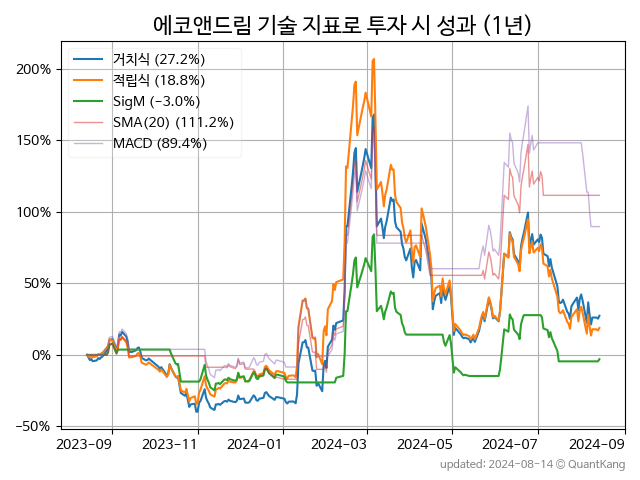 에코앤드림 기술 지표로 투자 시 성과 (1년)
거치식 (27.2%)
적립식 (18.8%)
SigM (-3.0%)
SMA(20) (111.2%)
MACD (89.4%)
200%
150%
100%
50%
0%
-50%
2023-09 2023-11 2024-01 2024-03 2024-05 2024-07 2024-09
updated: 2024-08-14 © QuantKang